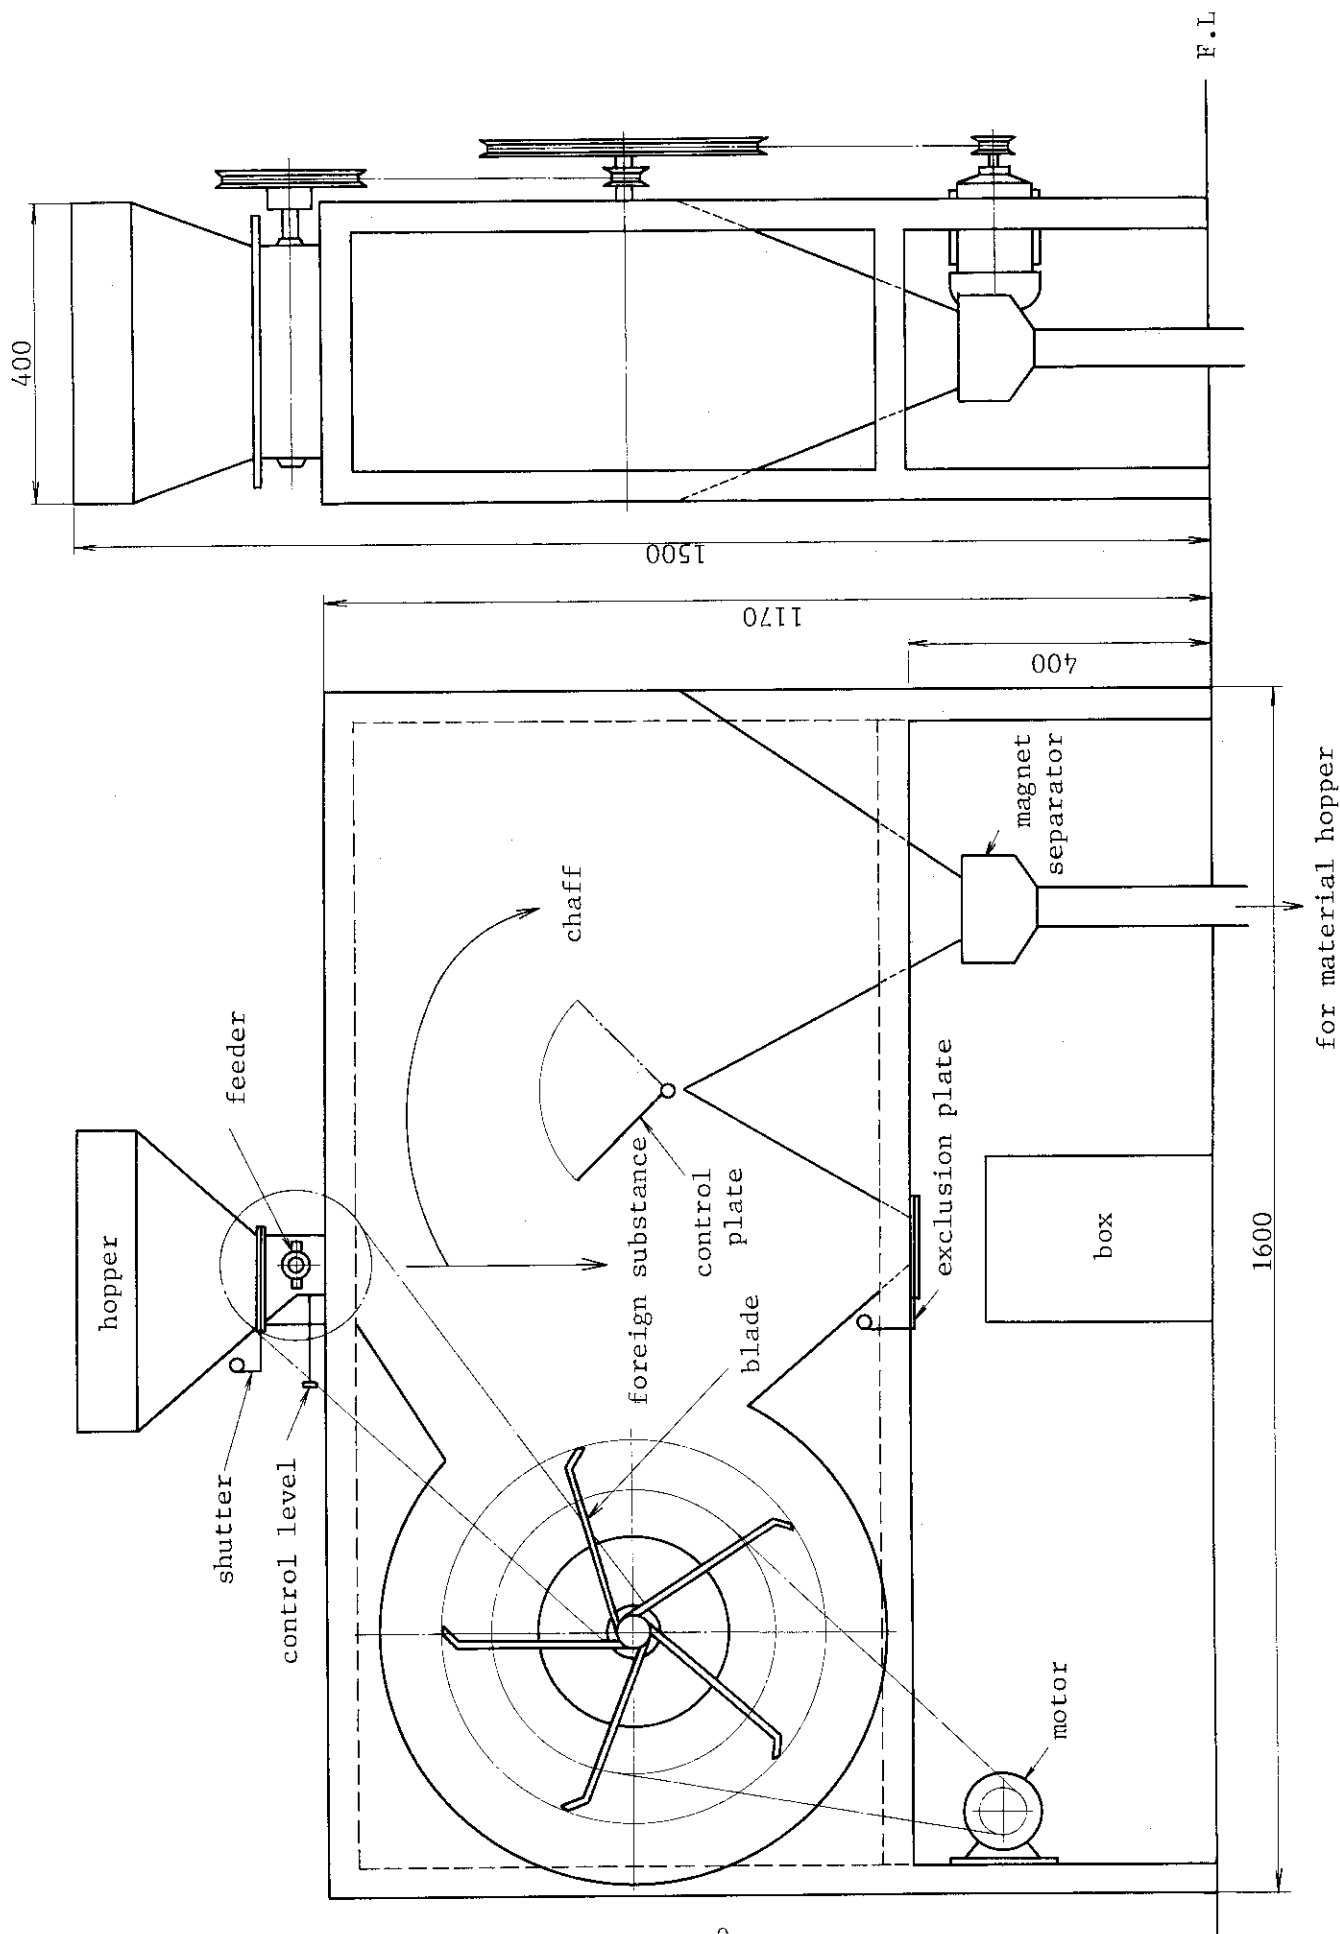 400
1500
1170
400
F.L
hopper
feeder
shutter
control level
chaff
foreign substance
control
plate
blade
exclusion plate
magnet
separator
box
motor
1600
for material hopper